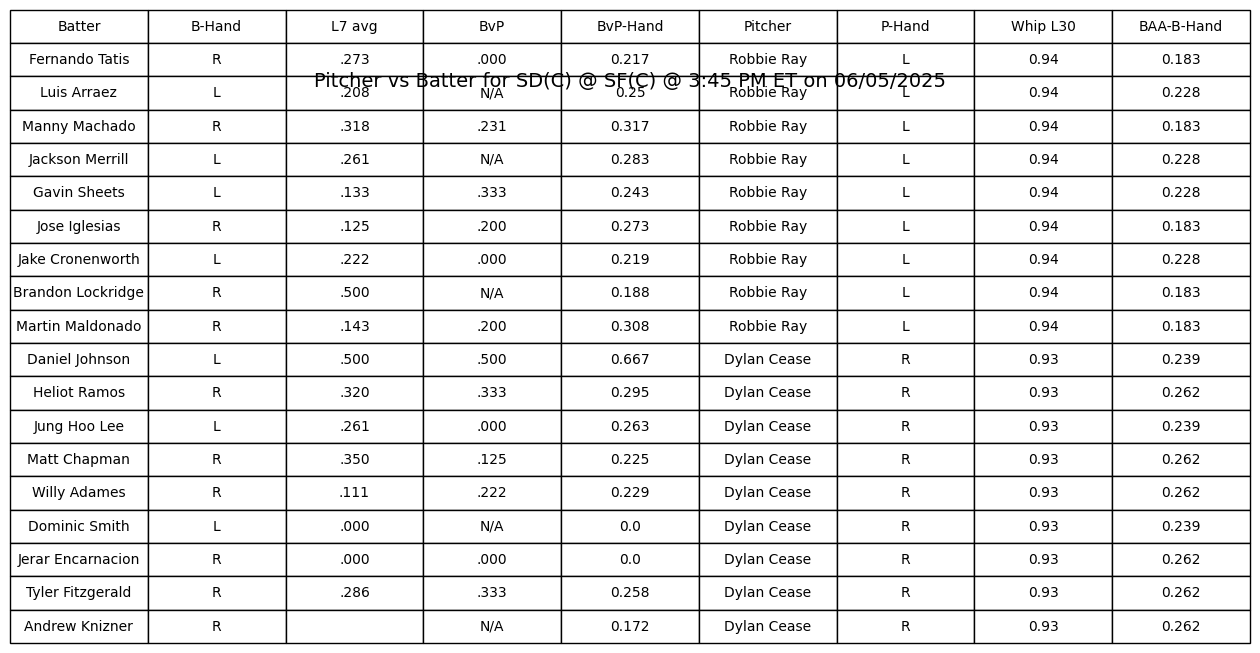 Batter B-Hand L7 avg BvP BvP-Hand Pitcher P-Hand Whip L30 BAA-B-Hand
Fernando Tatis R .273 .000 0.217 Robbie Ray L 0.94 0.183
Pitcher vs Batter for SD(C) @ SF(C) @ 3:45 PM ET on 06/05/2025
Luis Arraez L .208 N/A 0.25 Robbie Ray L 0.94 0.228
Manny Machado R .318 .231 0.317 Robbie Ray L 0.94 0.183
Jackson Merrill L .261 N/A 0.283 Robbie Ray L 0.94 0.228
Gavin Sheets L .133 .333 0.243 Robbie Ray L 0.94 0.228
Jose Iglesias R .125 .200 0.273 Robbie Ray L 0.94 0.183
Jake Cronenworth L .222 .000 0.219 Robbie Ray L 0.94 0.228
Brandon Lockridge R .500 N/A 0.188 Robbie Ray L 0.94 0.183
Martin Maldonado R .143 .200 0.308 Robbie Ray L 0.94 0.183
Daniel Johnson L .500 .500 0.667 Dylan Cease R 0.93 0.239
Heliot Ramos R .320 .333 0.295 Dylan Cease R 0.93 0.262
Jung Hoo Lee L .261 .000 0.263 Dylan Cease R 0.93 0.239
Matt Chapman R .350 .125 0.225 Dylan Cease R 0.93 0.262
Willy Adames R .111 .222 0.229 Dylan Cease R 0.93 0.262
Dominic Smith L .000 N/A 0.0 Dylan Cease R 0.93 0.239
Jerar Encarnacion R .000 .000 0.0 Dylan Cease R 0.93 0.262
Tyler Fitzgerald R .286 .333 0.258 Dylan Cease R 0.93 0.262
Andrew Knizner R N/A 0.172 Dylan Cease R 0.93 0.262